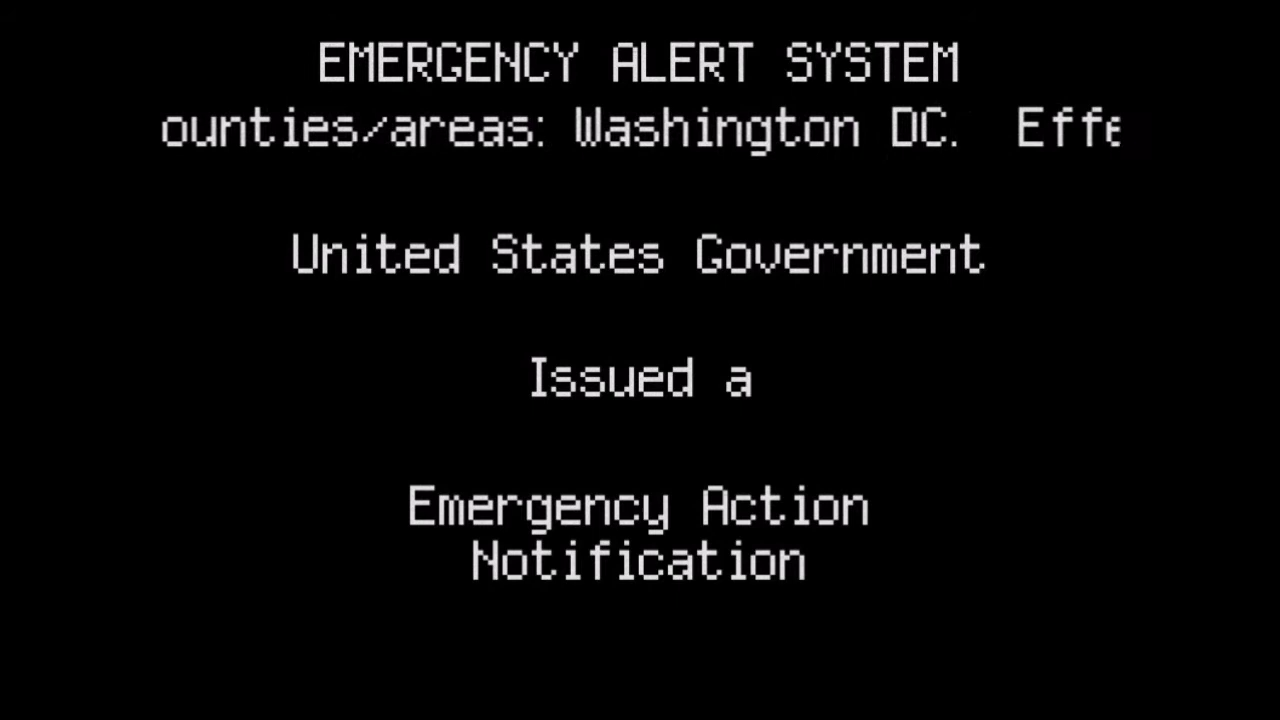 EMERGENCY ALERT SYSTEM
ounties/areas: Washington DC. Effe
United States Government
Issued a
Emergency Action
Notification